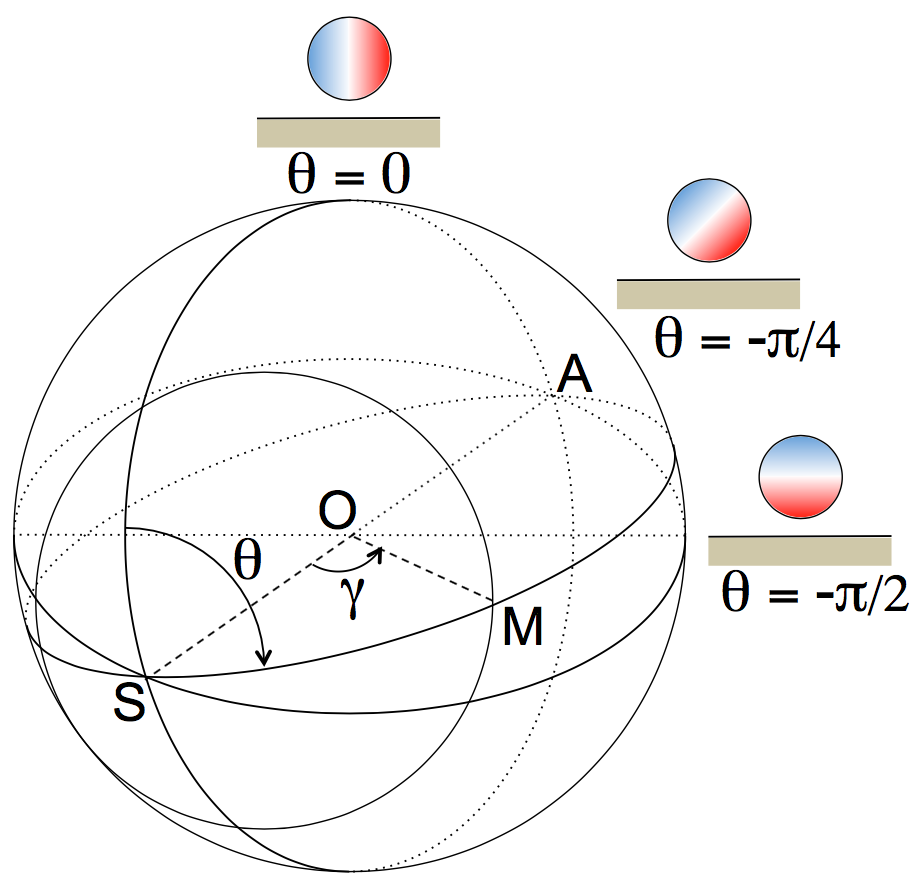 θ = 0
θ = -π/4
A
O
θ
θ = -π/2
γ
M
S